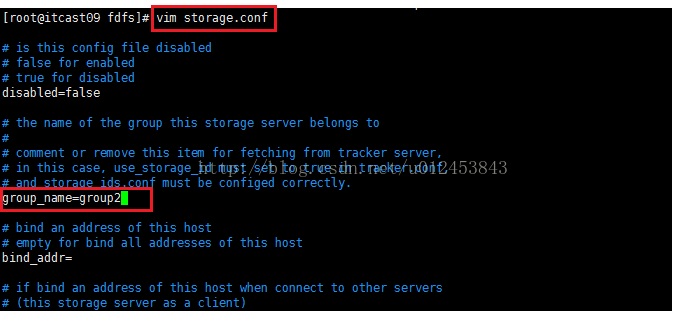 [root@itcast09 fdfs]# vim storage.conf
# is this config file disabled
# false for enabled
# true for disabled
disabled=false
# the name of the group this storage server belongs to
#
# comment or remove this item for fetching from tracker server,
# in this case, use_storage_id must set to true in tracker.conf
http://blog.csdn.net/u012453843
# and storage_ids.conf must be configed correctly.
group_name=group2
# bind an address of this host
# empty for bind all addresses of this host
bind_addr=
# if bind an address of this host when connect to other servers
# (this storage server as a client)